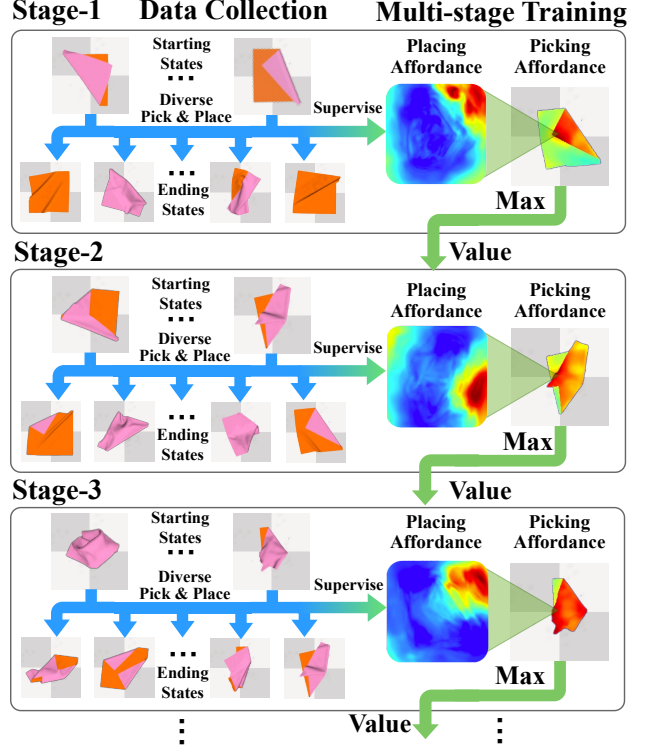 Stage-1 Data Collection Multi-stage Training
Starting
States
...
Diverse
Pick & Place
Supervise
Placing
Affordance
Picking
Affordance
...
Ending
States
Max
Value
Stage-2
Starting
States
...
Diverse
Pick & Place
Supervise
Placing
Affordance
Picking
Affordance
...
Ending
States
Max
Value
Stage-3
Starting
States
...
Diverse
Pick & Place
Supervise
Placing
Affordance
Picking
Affordance
...
Ending
States
Max
Value